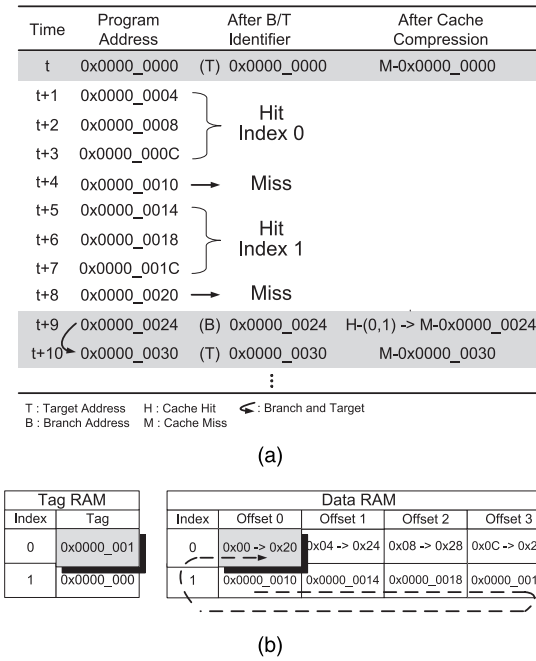 Time Program Address After B/T Identifier After Cache Compression
t 0x0000_0000 (T) 0x0000_0000 M-0x0000_0000
t+1 0x0000_0004
t+2 0x0000_0008
t+3 0x0000_000C
Hit
Index 0
t+4 0x0000_0010 Miss
t+5 0x0000_0014
t+6 0x0000_0018
t+7 0x0000_001C
Hit
Index 1
t+8 0x0000_0020 Miss
t+9 0x0000_0024 (B) 0x0000_0024 H-(0,1) -> M-0x0000_0024
t+10 0x0000_0030 (T) 0x0000_0030 M-0x0000_0030
⋮
T : Target Address H : Cache Hit : Branch and Target
B : Branch Address M : Cache Miss
(a)
Tag RAM Data RAM
Index Tag Index Offset 0 Offset 1 Offset 2 Offset 3
0 0x0000_001 0 0x00 -> 0x20 0x04 -> 0x24 0x08 -> 0x28 0x0C -> 0x2
1 0x0000_000 1 0x0000_0010 0x0000_0014 0x0000_0018 0x0000_001
(b)